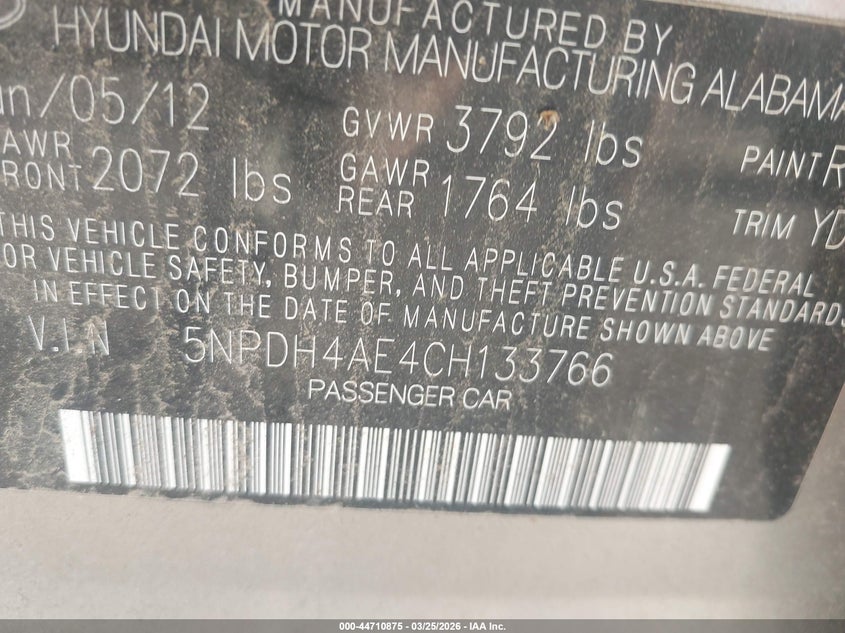 MANUFACTURED BY
HYUNDAI MOTOR MANUFACTURING ALABAMA
/05/12 GVWR 3792 lbs PAINT R
AWR FRONT 2072 lbs GAWR REAR 1764 lbs TRIM YD
THIS VEHICLE CONFORMS TO ALL APPLICABLE U.S.A. FEDERAL
OR VEHICLE SAFETY, BUMPER, AND THEFT PREVENTION STANDARDS
IN EFFECT ON THE DATE OF MANUFACTURE SHOWN ABOVE
V.I.N 5NPDH4AE4CH133766
PASSENGER CAR
000-44710875 — 03/25/2026 — IAA Inc.